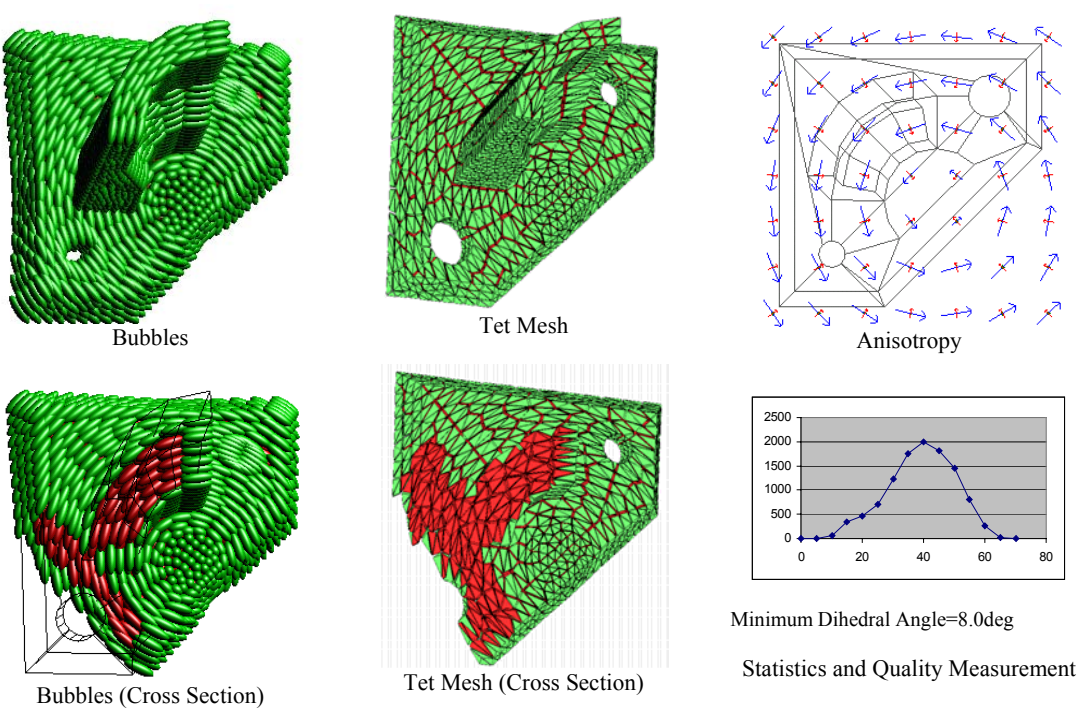 Bubbles
Tet Mesh
Anisotropy
2500
2000
1500
1000
500
0
0 20 40 60 80
Minimum Dihedral Angle=8.0deg
Bubbles (Cross Section)
Tet Mesh (Cross Section)
Statistics and Quality Measurement